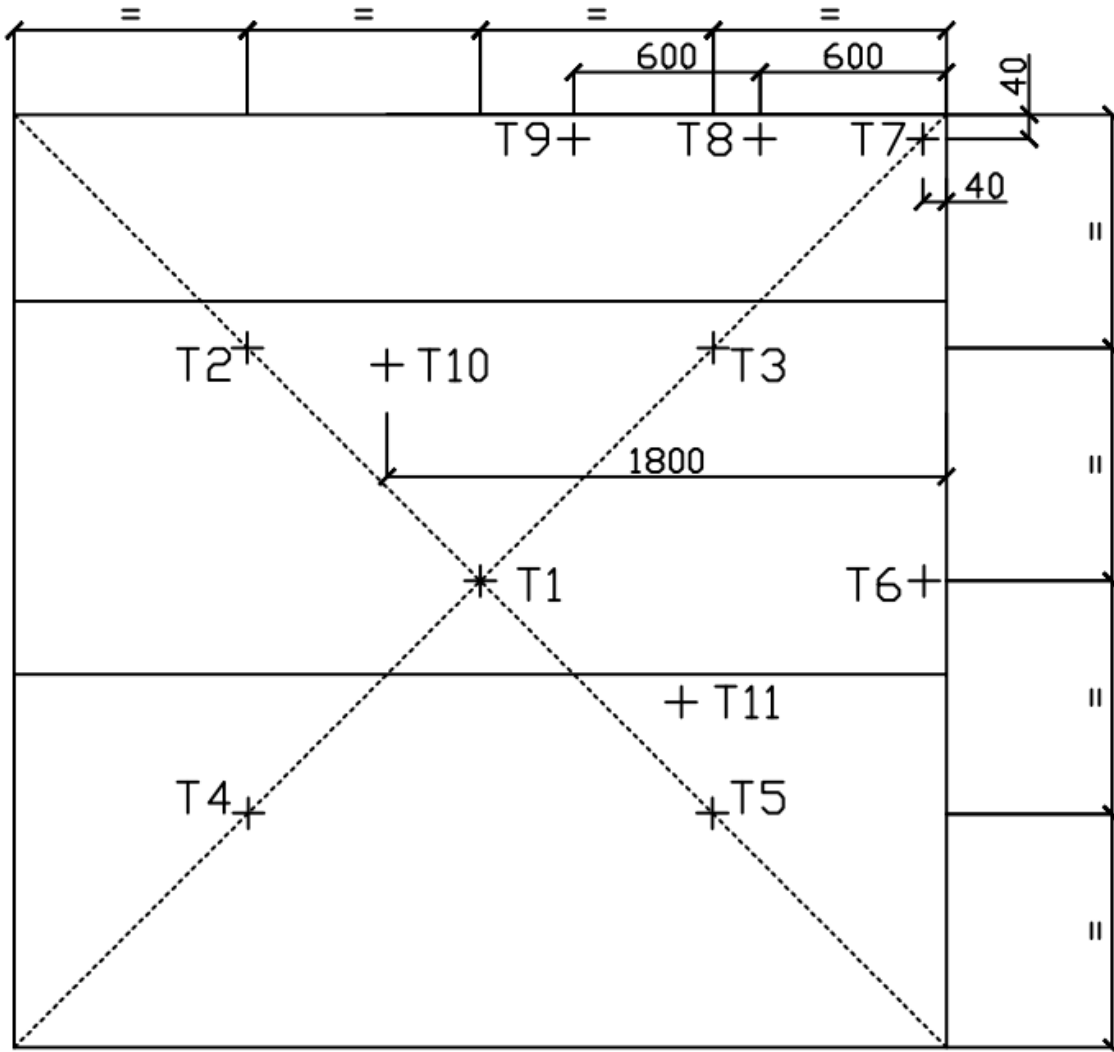 = = = =
600 600
40
T9 T8 T7
40
=
T2 T10 T3
=
1800
T1 T6
=
T11
T4 T5
=